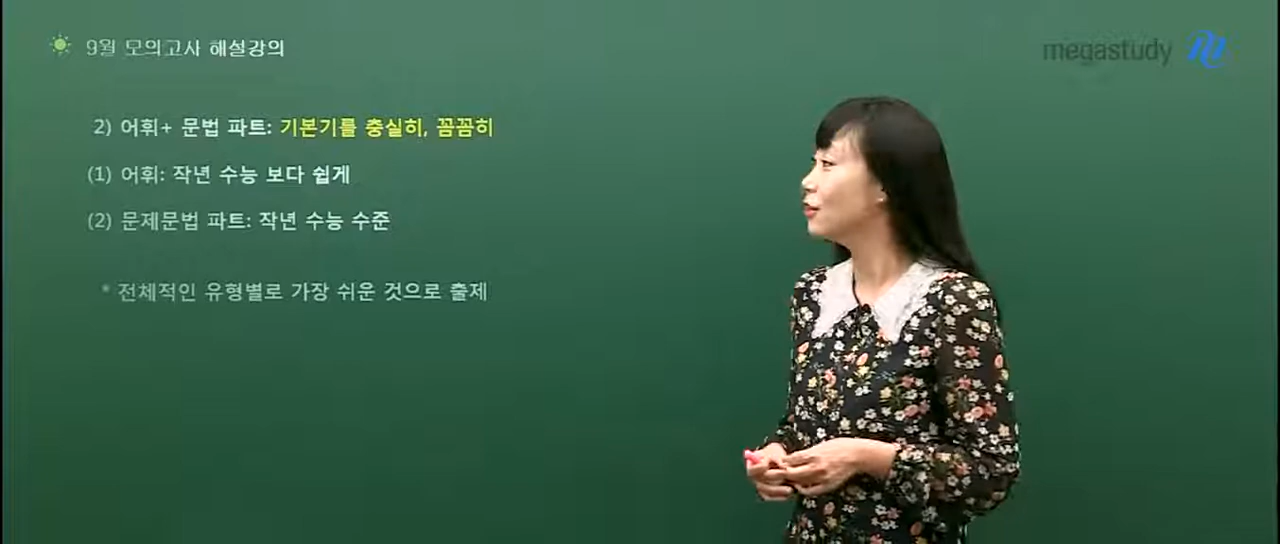 9월 모의고사 해설강의
megastudy
2) 어휘+ 문법 파트: 기본기를 충실히, 꼼꼼히
(1) 어휘: 작년 수능 보다 쉽게
(2) 문제문법 파트: 작년 수능 수준
* 전체적인 유형별로 가장 쉬운 것으로 출제